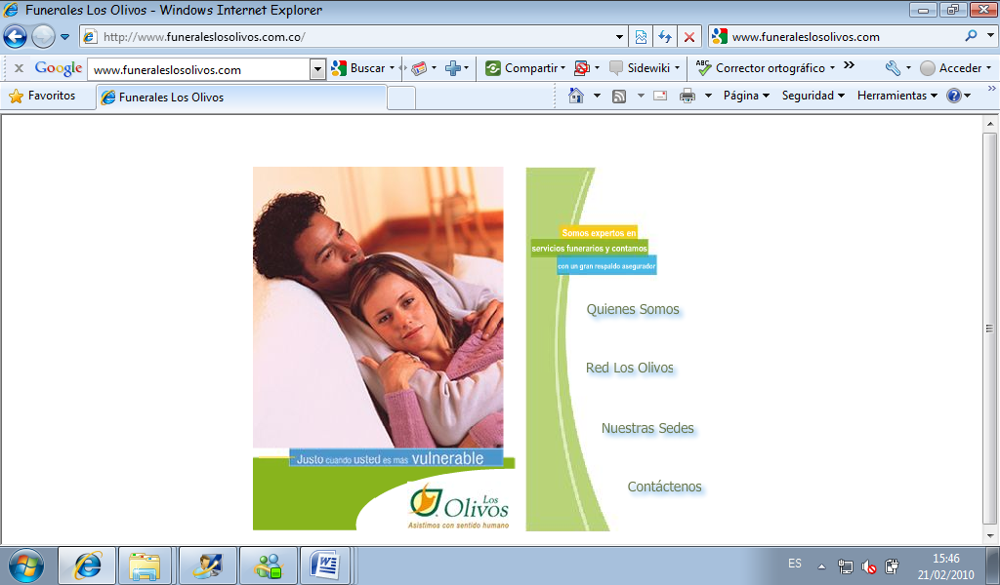 Funerales Los Olivos - Windows Internet Explorer
http://www.funeraleslosolivos.com.co/
www.funeraleslosolivos.com
x Google www.funeraleslosolivos.com Buscar Compartir Sidewiki ABC Corrector ortográfico » Acceder
Favoritos Funerales Los Olivos Página Seguridad Herramientas »
Somos expertos en
servicios funerarios y contamos
con un gran respaldo asegurador
Quienes Somos
Red Los Olivos
Nuestras Sedes
Justo cuando usted es mas vulnerable
Contáctenos
Los
Olivos
Asistimos con sentido humano
ES 15:46
21/02/2010